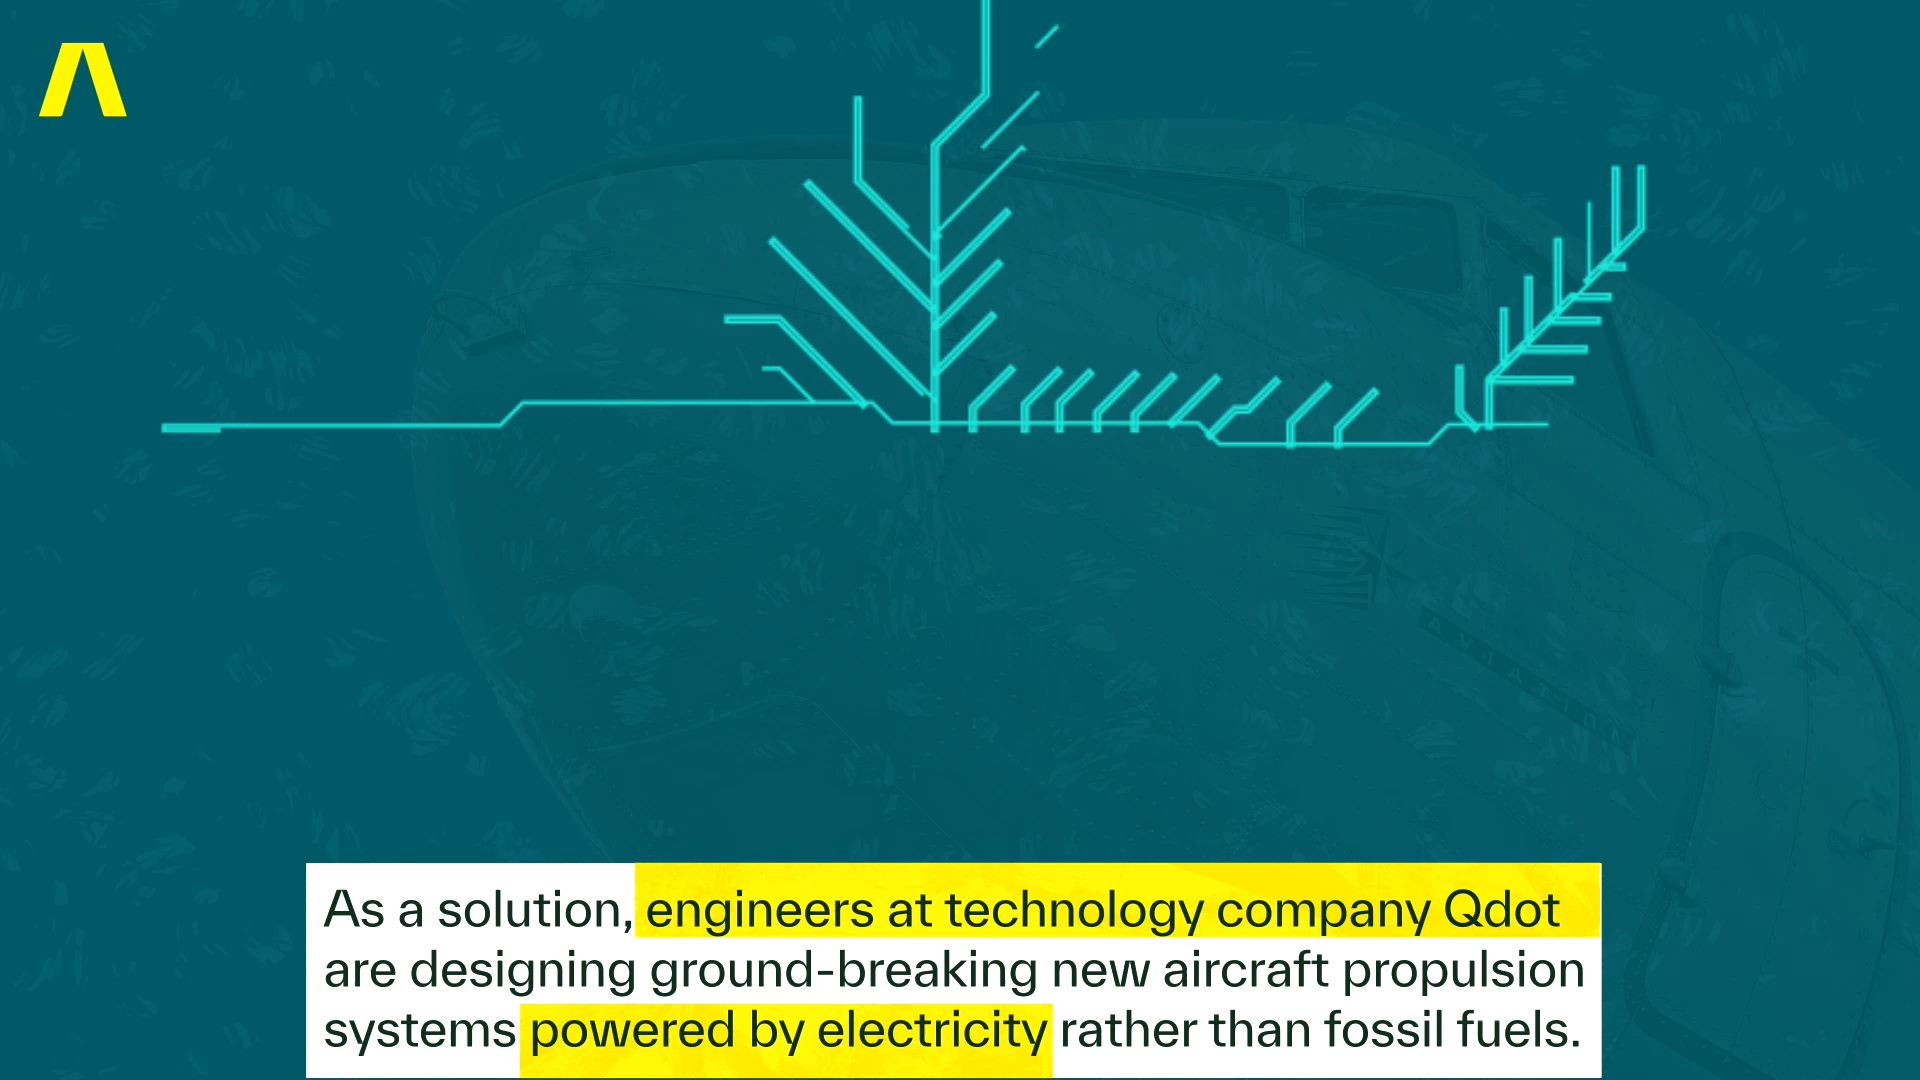 AVIATION
As a solution, engineers at technology company Qdot
are designing ground-breaking new aircraft propulsion
systems powered by electricity rather than fossil fuels.